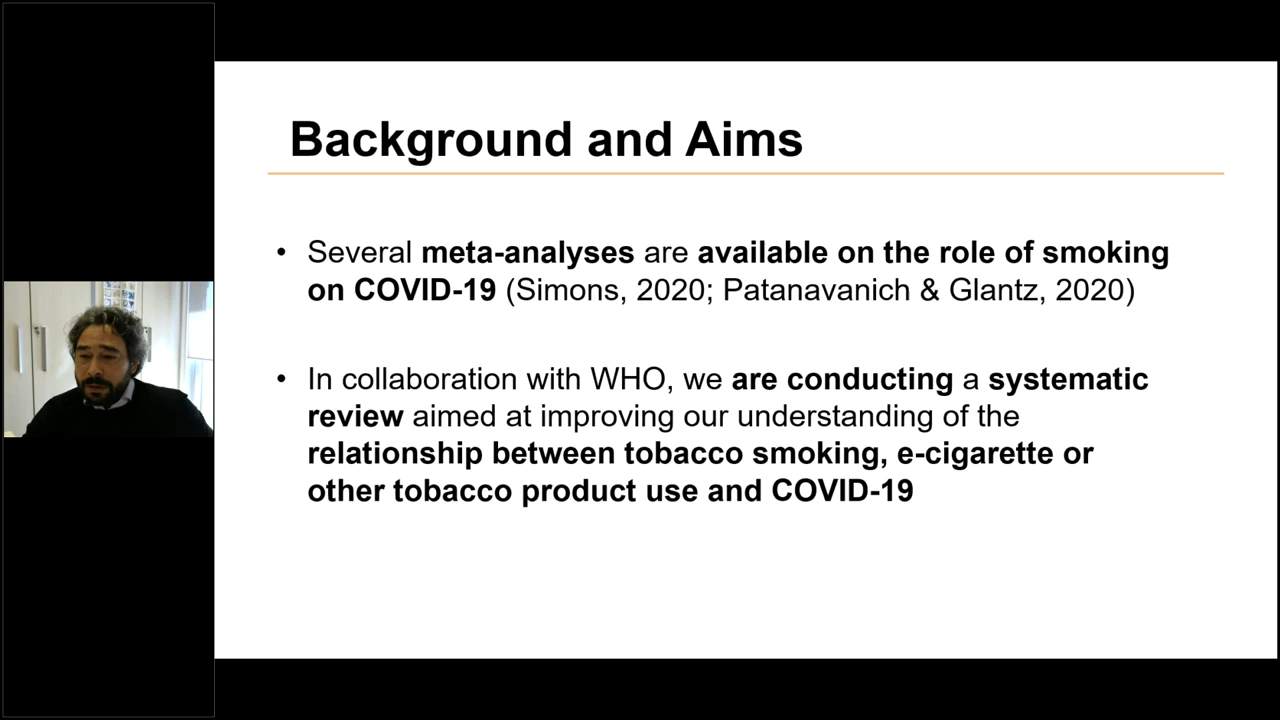 Background and Aims
• Several meta-analyses are available on the role of smoking
on COVID-19 (Simons, 2020; Patanavanich & Glantz, 2020)
• In collaboration with WHO, we are conducting a systematic
review aimed at improving our understanding of the
relationship between tobacco smoking, e-cigarette or
other tobacco product use and COVID-19